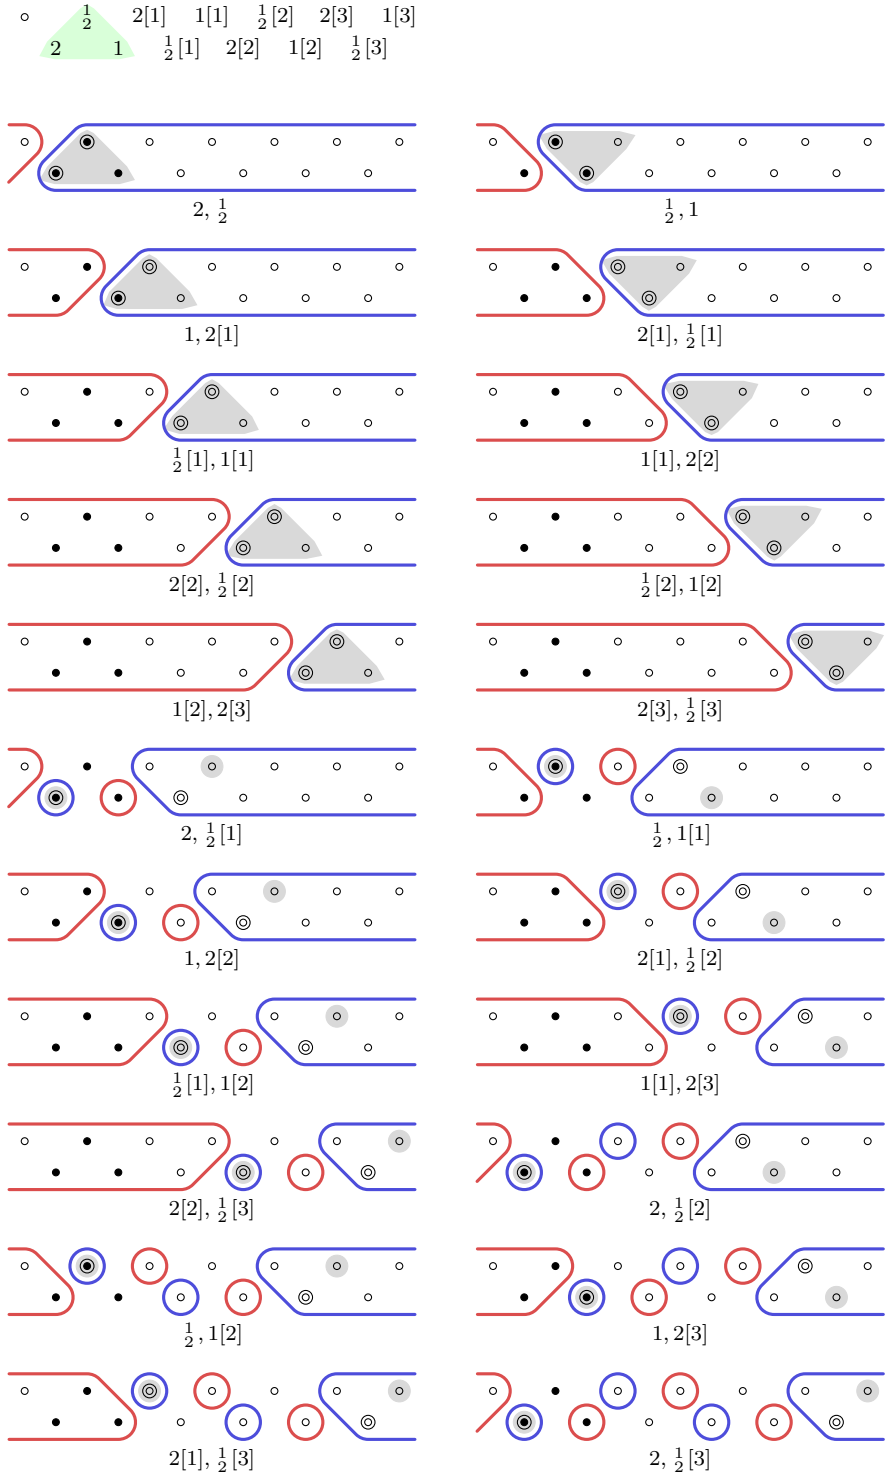 ½ 2[1] 1[1] ½[2] 2[3] 1[3]
2 1 ½[1] 2[2] 1[2] ½[3]
2, ½ ½, 1
1, 2[1] 2[1], ½[1]
½[1], 1[1] 1[1], 2[2]
2[2], ½[2] ½[2], 1[2]
1[2], 2[3] 2[3], ½[3]
2, ½[1] ½, 1[1]
1, 2[2] 2[1], ½[2]
½[1], 1[2] 1[1], 2[3]
2[2], ½[3] 2, ½[2]
½, 1[2] 1, 2[3]
2[1], ½[3] 2, ½[3]